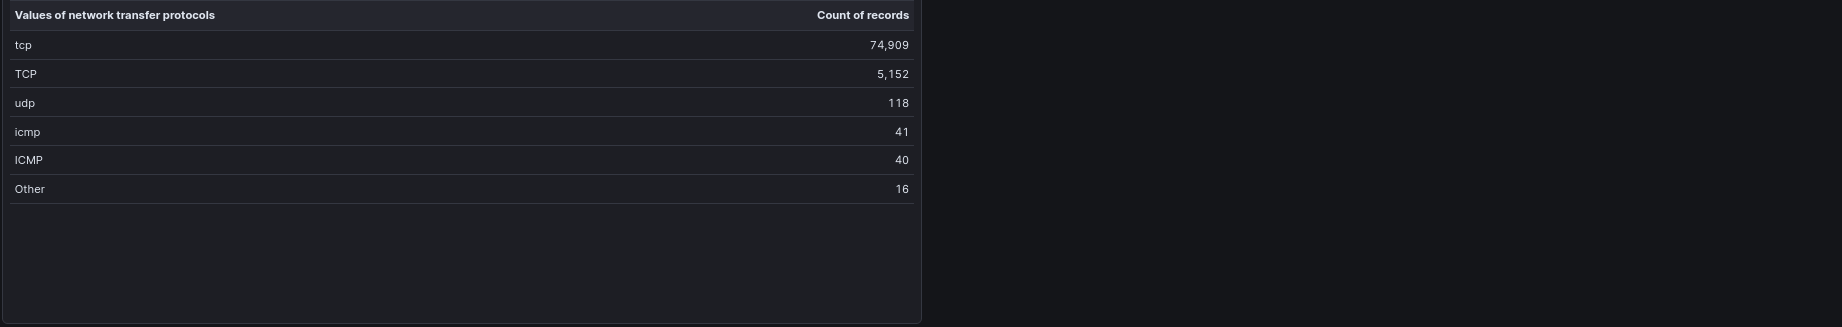 Values of network transfer protocols Count of records
tcp 74,909
TCP 5,152
udp 118
icmp 41
ICMP 40
Other 16